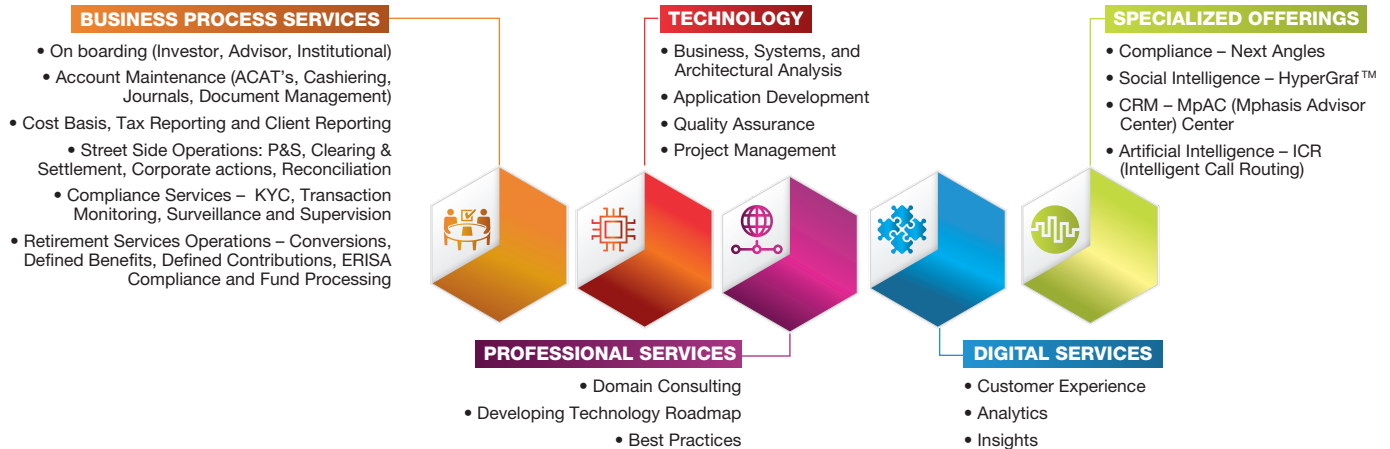 BUSINESS PROCESS SERVICES
• On boarding (Investor, Advisor, Institutional)
• Account Maintenance (ACAT's, Cashiering,
Journals, Document Management)
• Cost Basis, Tax Reporting and Client Reporting
• Street Side Operations: P&S, Clearing &
Settlement, Corporate actions, Reconciliation
• Compliance Services – KYC, Transaction
Monitoring, Surveillance and Supervision
• Retirement Services Operations – Conversions,
Defined Benefits, Defined Contributions, ERISA
Compliance and Fund Processing
TECHNOLOGY
• Business, Systems, and
Architectural Analysis
• Application Development
• Quality Assurance
• Project Management
SPECIALIZED OFFERINGS
• Compliance – Next Angles
• Social Intelligence – HyperGraf™
• CRM – MpAC (Mphasis Advisor
Center) Center
• Artificial Intelligence – ICR
(Intelligent Call Routing)
PROFESSIONAL SERVICES
• Domain Consulting
• Developing Technology Roadmap
• Best Practices
DIGITAL SERVICES
• Customer Experience
• Analytics
• Insights